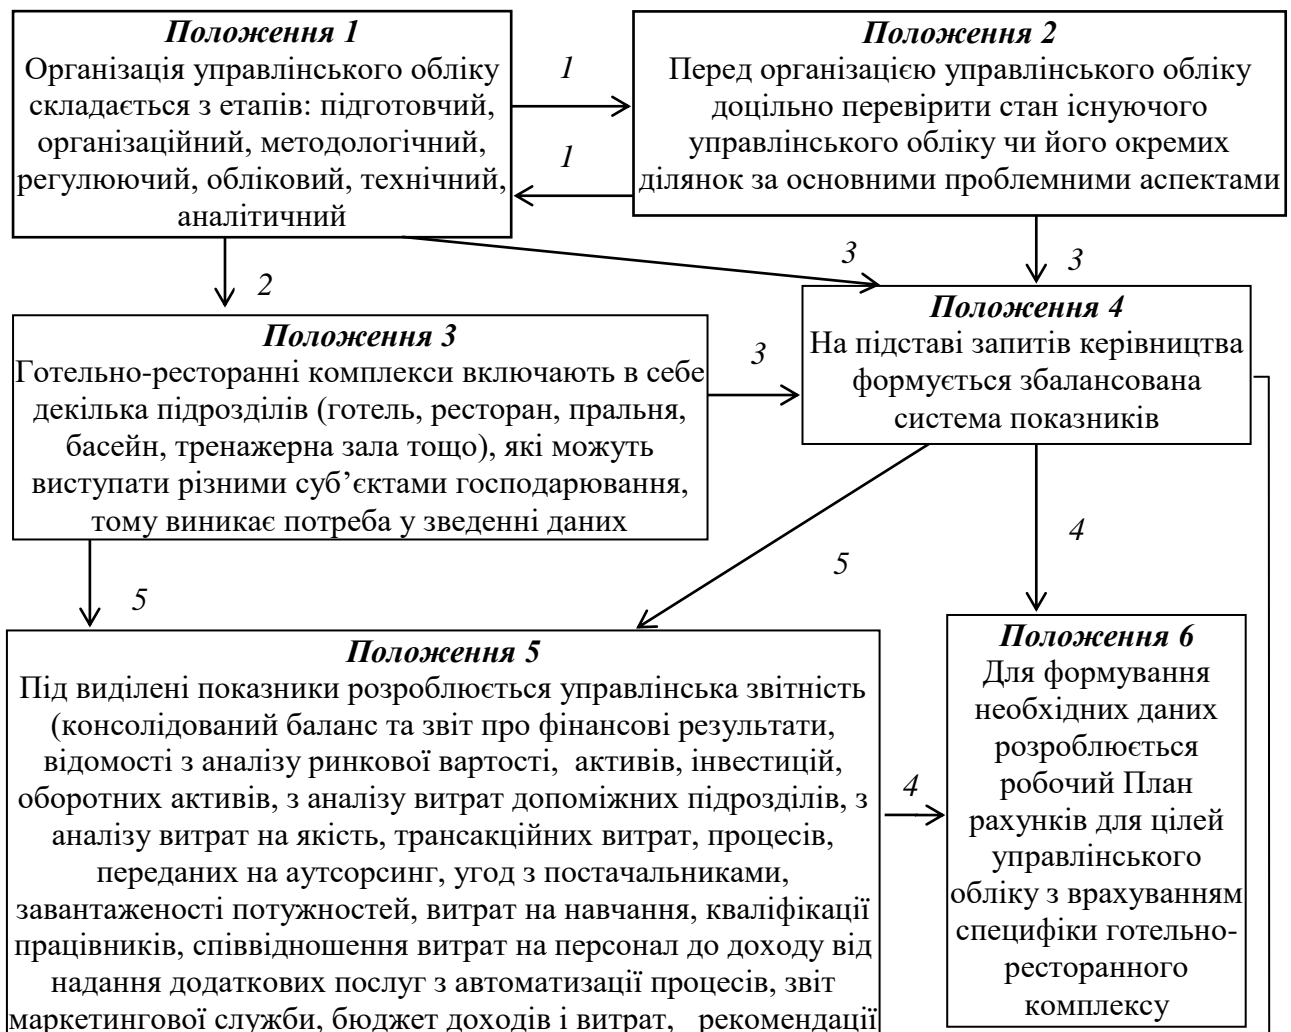 Положення 1
Організація управлінського обліку
складається з етапів: підготовчий,
організаційний, методологічний,
регулюючий, обліковий, технічний,
аналітичний
1
1
Положення 2
Перед організацією управлінського обліку
доцільно перевірити стан існуючого
управлінського обліку чи його окремих
ділянок за основними проблемними аспектами
2
3
3
Положення 3
Готельно-ресторанні комплекси включають в себе
декілька підрозділів (готель, ресторан, пральня,
басейн, тренажерна зала тощо), які можуть
виступати різними суб’єктами господарювання,
тому виникає потреба у зведенні даних
3
Положення 4
На підставі запитів керівництва
формується збалансована
система показників
5
5
4
Положення 5
Під виділені показники розроблюється управлінська звітність
(консолідований баланс та звіт про фінансові результати,
відомості з аналізу ринкової вартості, активів, інвестицій,
оборотних активів, з аналізу витрат допоміжних підрозділів, з
аналізу витрат на якість, трансакційних витрат, процесів,
переданих на аутсорсинг, угод з постачальниками,
завантаженості потужностей, витрат на навчання, кваліфікації
працівників, співвідношення витрат на персонал до доходу від
надання додаткових послуг з автоматизації процесів, звіт
маркетингової служби, бюджет доходів і витрат, рекомендації
4
Положення 6
Для формування
необхідних даних
розроблюється
робочий План
рахунків для цілей
управлінського
обліку з врахуванням
специфіки готельно-
ресторанного
комплексу